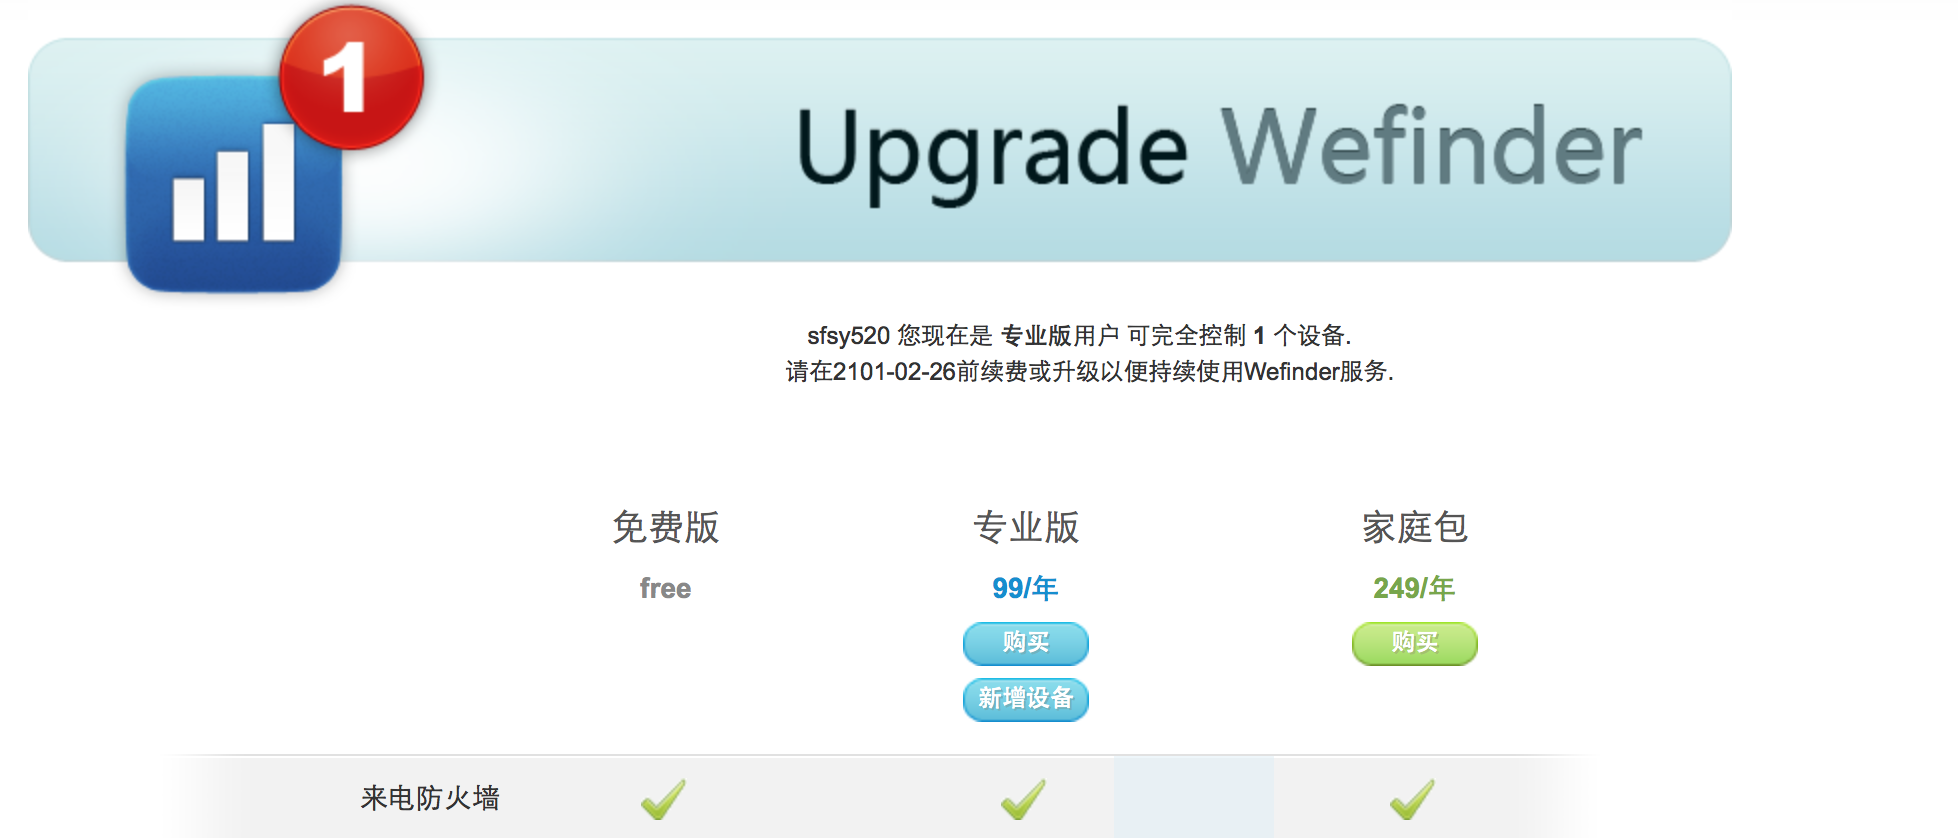 1
Upgrade Wefinder
sfsy520 您现在是 专业版用户 可完全控制 1 个设备.
请在2101-02-26前续费或升级以便持续使用Wefinder服务.
免费版 专业版 家庭包
free 99/年 249/年
购买 购买
新增设备
来电防火墙